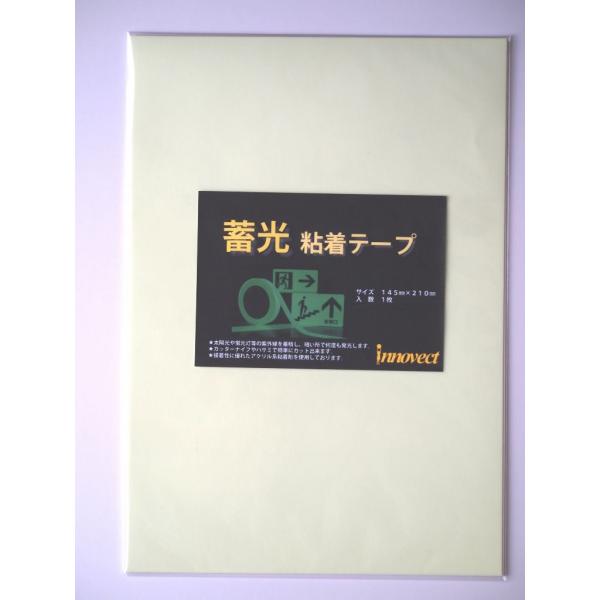 蓄光 粘着テープ
サイズ 145㎜×210㎜
入 数 1枚
非常口
★太陽光や蛍光灯等の紫外線を蓄積し、暗い所で何度も発光します.
★カッターナイフやハサミで簡単にカット出来ます
★接着性に優れたアクリル系粘着剤を使用しております.
innovect